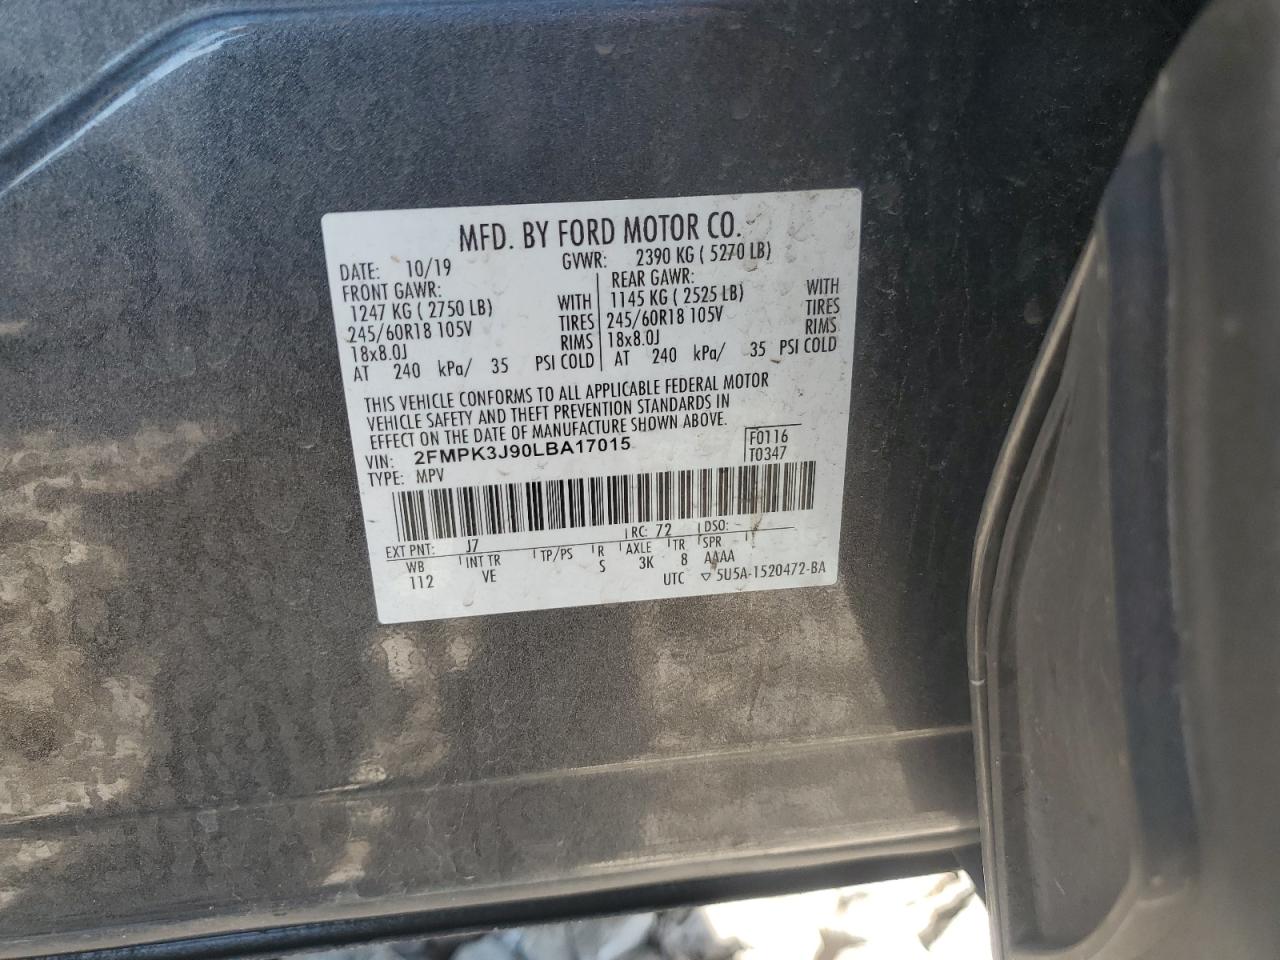 MFD. BY FORD MOTOR CO.
DATE: 10/19 GVWR: 2390 KG ( 5270 LB)
FRONT GAWR: REAR GAWR:
1247 KG ( 2750 LB) WITH 1145 KG ( 2525 LB) WITH
245/60R18 105V TIRES 245/60R18 105V TIRES
18x8.0J RIMS 18x8.0J RIMS
AT 240 kPa/ 35 PSI COLD AT 240 kPa/ 35 PSI COLD
THIS VEHICLE CONFORMS TO ALL APPLICABLE FEDERAL MOTOR
VEHICLE SAFETY AND THEFT PREVENTION STANDARDS IN
EFFECT ON THE DATE OF MANUFACTURE SHOWN ABOVE.
VIN: 2FMPK3J90LBA17015 F0116
TYPE: MPV T0347
EXT PNT: J7 RC: 72 DSO:
WB INT TR TP/PS R AXLE TR SPR
112 VE S 3K 8 AAAA
UTC ▽ 5U5A-1520472-BA